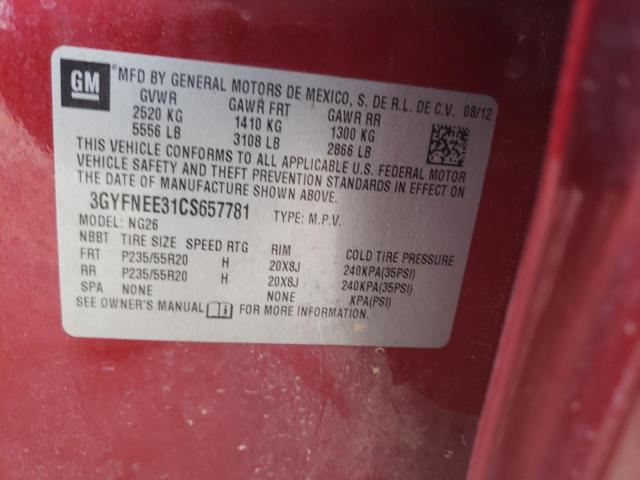 GM
MFD BY GENERAL MOTORS DE MEXICO, S. DE R.L. DE C.V. 08/12
GVWR GAWR FRT GAWR RR
2520 KG 1410 KG 1300 KG
5556 LB 3108 LB 2866 LB
THIS VEHICLE CONFORMS TO ALL APPLICABLE U.S. FEDERAL MOTOR
VEHICLE SAFETY AND THEFT PREVENTION STANDARDS IN EFFECT ON
THE DATE OF MANUFACTURE SHOWN ABOVE.
3GYFNEE31CS657781 TYPE: M.P.V.
MODEL: NG26
NBBT TIRE SIZE SPEED RTG RIM COLD TIRE PRESSURE
FRT P235/55R20 H 20X8J 240KPA(35PSI)
RR P235/55R20 H 20X8J 240KPA(35PSI)
SPA NONE NONE KPA(PSI)
SEE OWNER'S MANUAL FOR MORE INFORMATION.